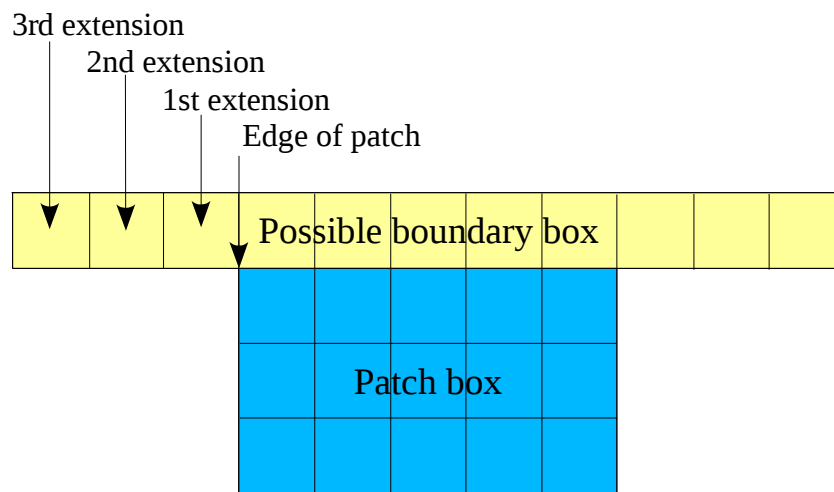 3rd extension
2nd extension
1st extension
Edge of patch
Possible boundary box
Patch box